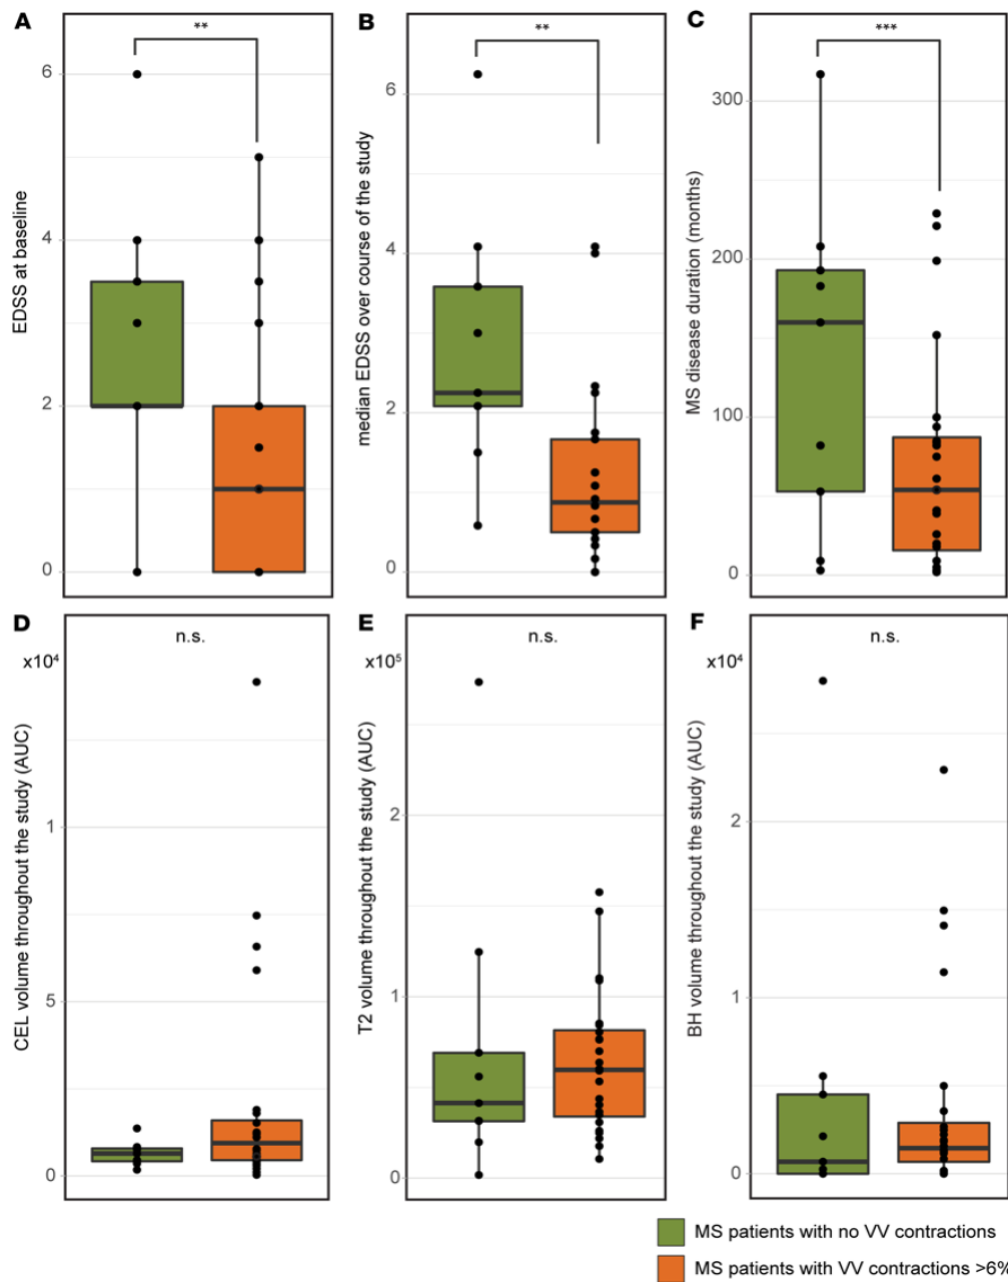 A
**
EDSS at baseline
6
4
2
0
B
**
median EDSS over course of the study
6
4
2
0
C
***
MS disease duration (months)
300
200
100
0
D
n.s.
x10⁴
CEL volume throughout the study (AUC)
1
5
0
E
n.s.
x10⁵
T2 volume throughout the study (AUC)
2
1
0
F
n.s.
x10⁴
BH volume throughout the study (AUC)
2
1
0
MS patients with no VV contractions
MS patients with VV contractions >6%